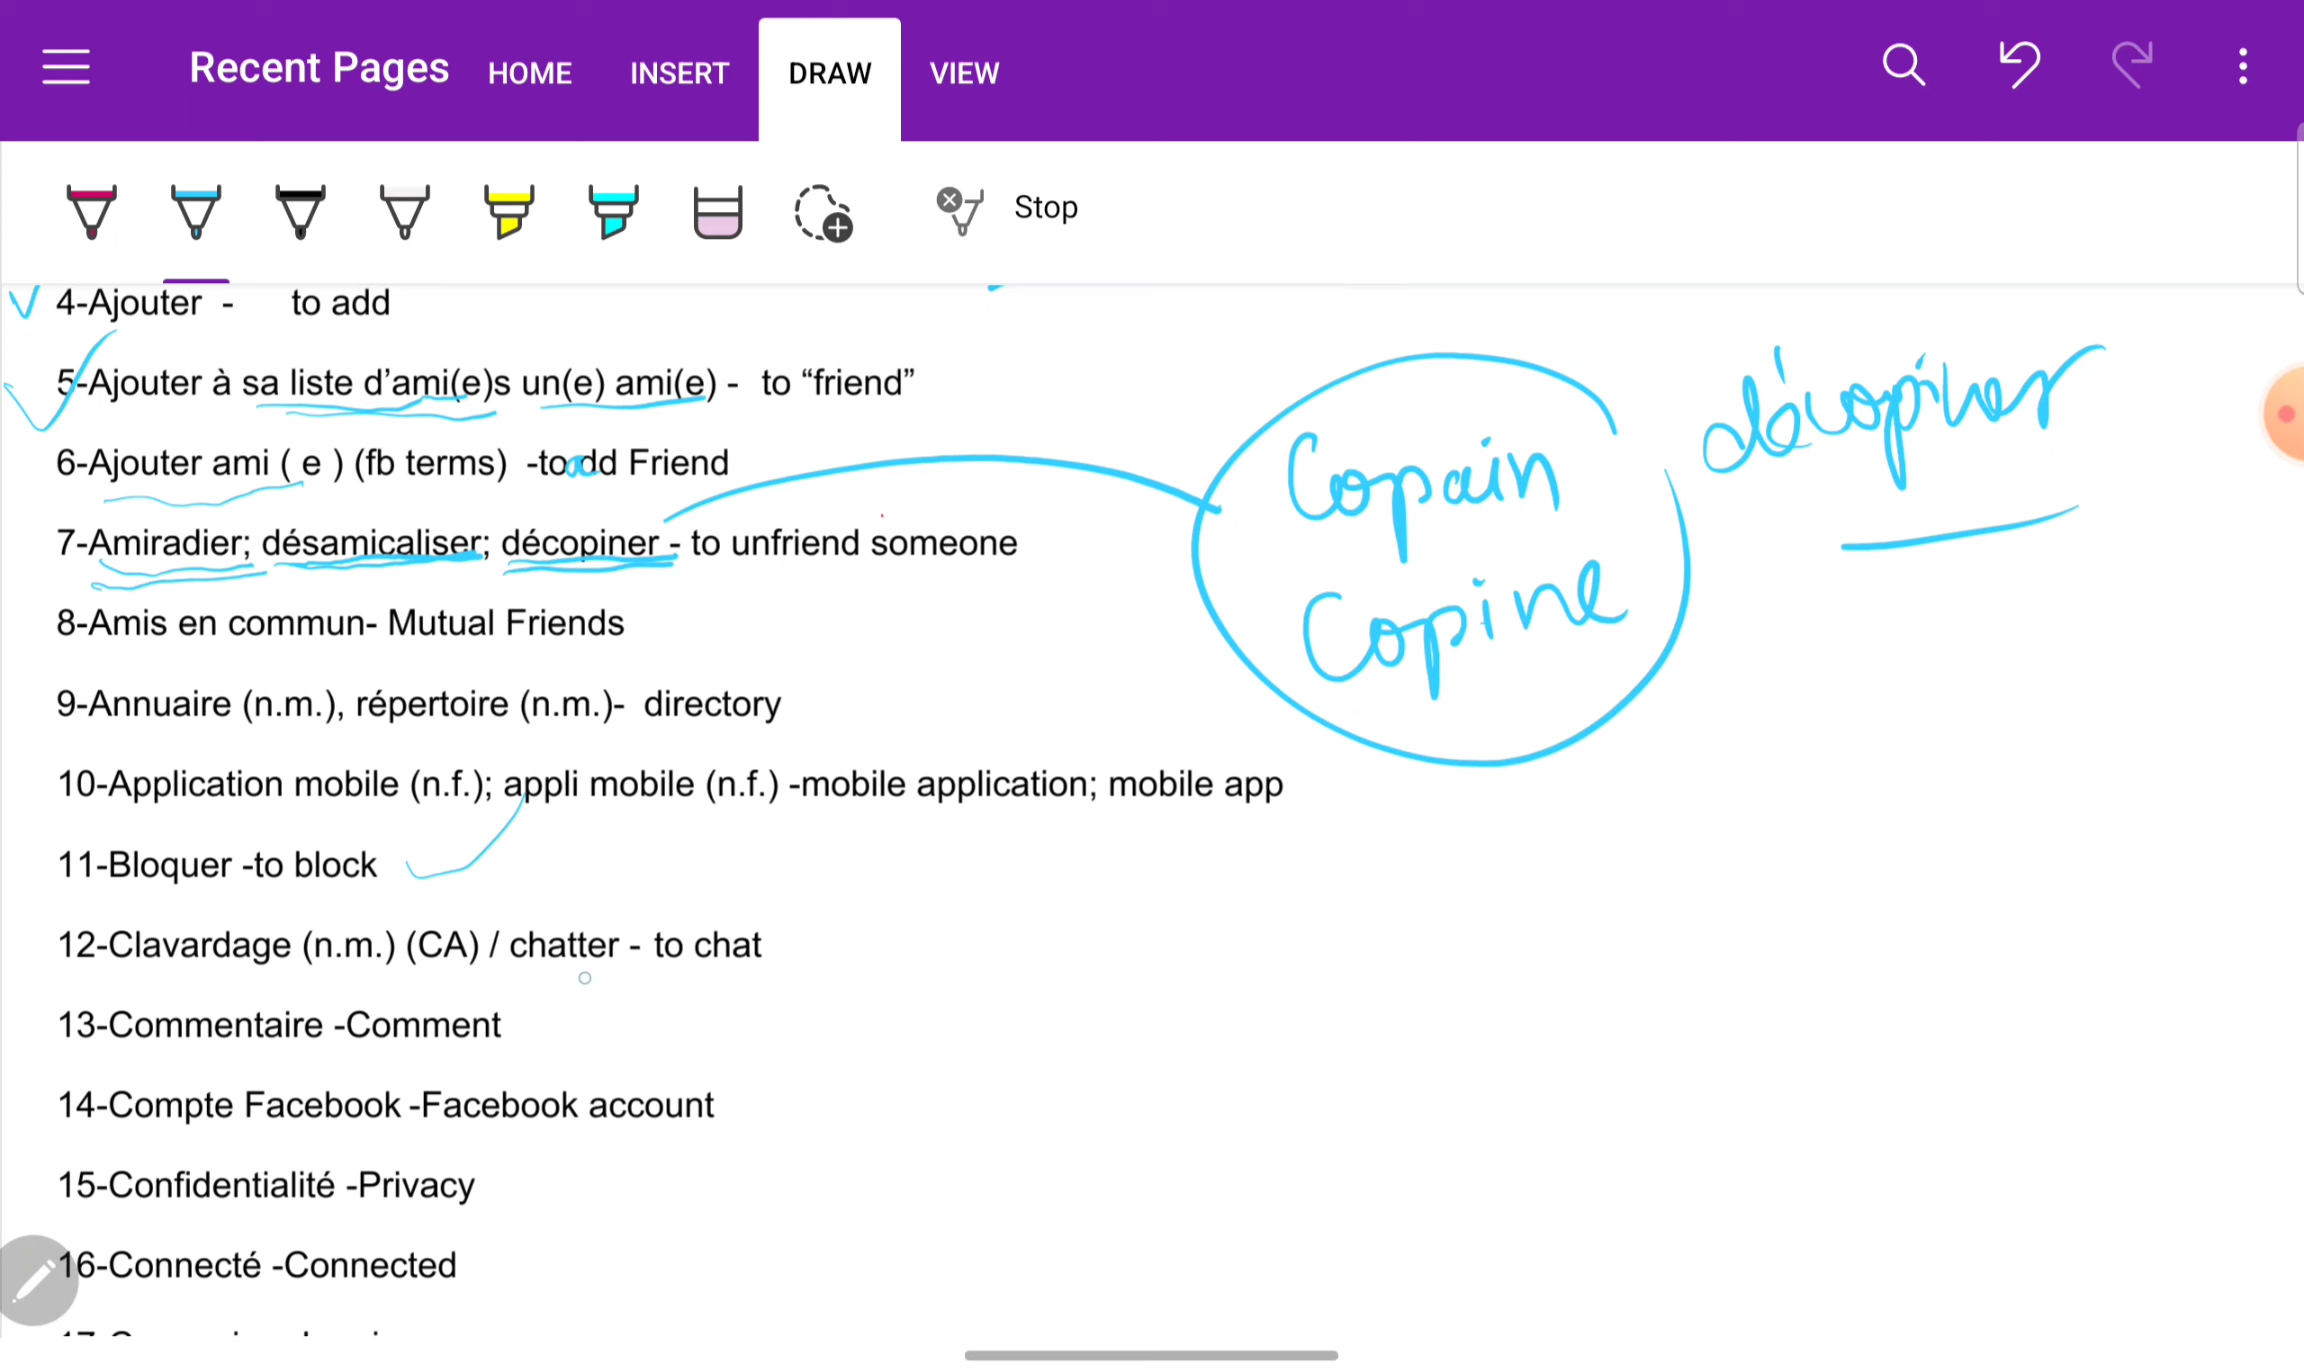 Recent Pages HOME INSERT DRAW VIEW
Stop
4-Ajouter - to add
5-Ajouter à sa liste d’ami(e)s un(e) ami(e) - to “friend”
6-Ajouter ami ( e ) (fb terms) -to add Friend
7-Amiradier; désamicaliser; décopiner - to unfriend someone
8-Amis en commun- Mutual Friends
9-Annuaire (n.m.), répertoire (n.m.)- directory
10-Application mobile (n.f.); appli mobile (n.f.) -mobile application; mobile app
11-Bloquer -to block
12-Clavardage (n.m.) (CA) / chatter - to chat
13-Commentaire -Comment
14-Compte Facebook -Facebook account
15-Confidentialité -Privacy
16-Connecté -Connected
Copain
Copine
décopiner